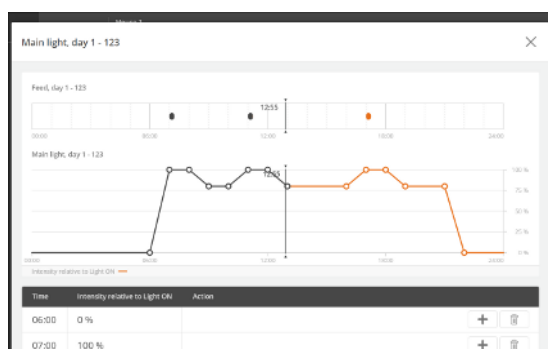 Main light, day 1 - 123
Feed, day 1 - 123
12:55
00:00 06:00 12:00 18:00 24:00
Main light, day 1 - 123
100 %
12:55
75 %
50 %
25 %
0 %
00:00 06:00 12:00 18:00 24:00
Intensity relative to Light ON
Time Intensity relative to Light ON Action
06:00 0 %
07:00 100 %